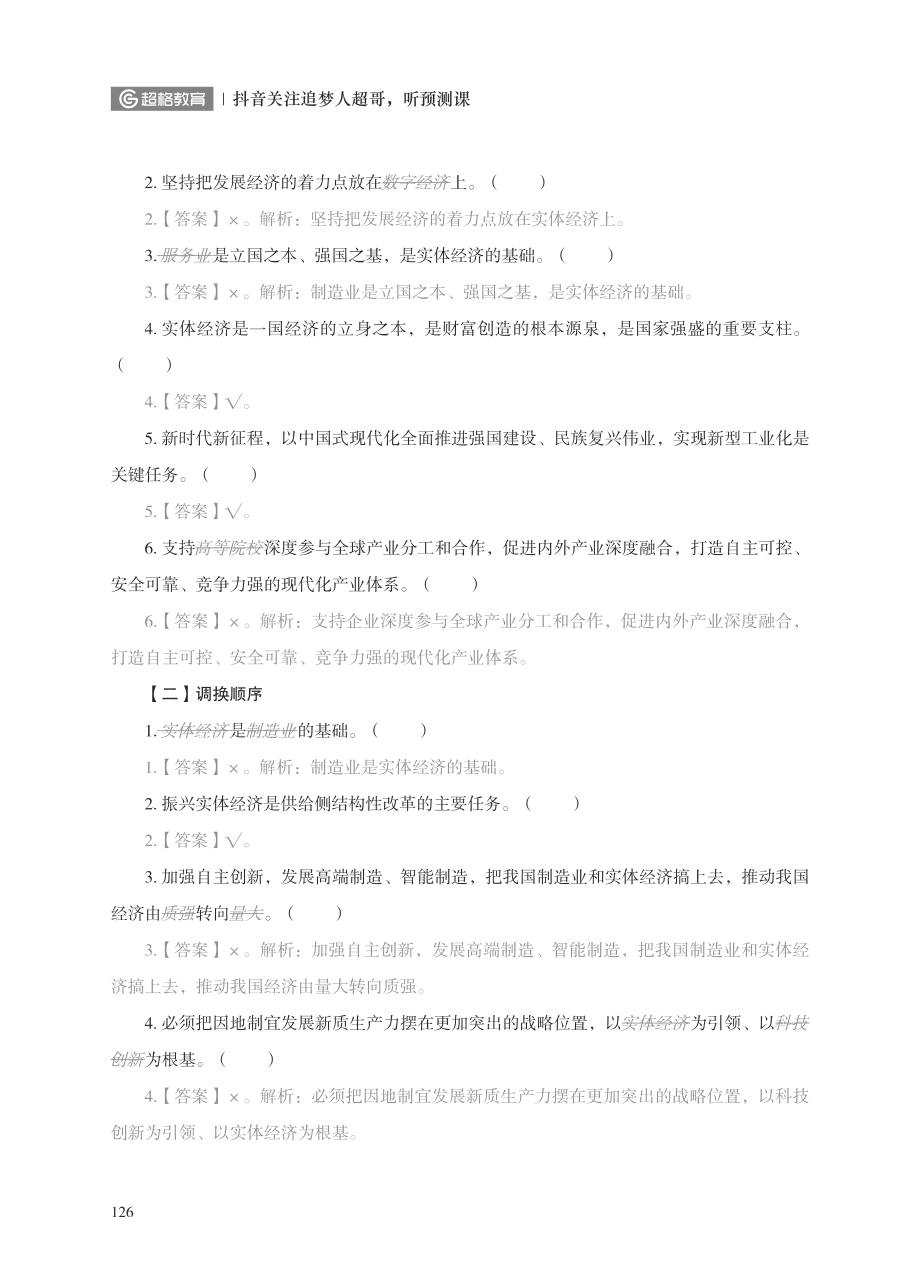 超格教育 | 抖音关注追梦人超哥，听预测课
2. 坚持把发展经济的着力点放在数字经济上。（　　）
2.【答案】×。解析：坚持把发展经济的着力点放在实体经济上。
3. 服务业是立国之本、强国之基，是实体经济的基础。（　　）
3.【答案】×。解析：制造业是立国之本、强国之基，是实体经济的基础。
4. 实体经济是一国经济的立身之本，是财富创造的根本源泉，是国家强盛的重要支柱。
（　　）
4.【答案】√。
5. 新时代新征程，以中国式现代化全面推进强国建设、民族复兴伟业，实现新型工业化是
关键任务。（　　）
5.【答案】√。
6. 支持高等院校深度参与全球产业分工和合作，促进内外产业深度融合，打造自主可控、
安全可靠、竞争力强的现代化产业体系。（　　）
6.【答案】×。解析：支持企业深度参与全球产业分工和合作，促进内外产业深度融合，
打造自主可控、安全可靠、竞争力强的现代化产业体系。
【二】调换顺序
1. 实体经济是制造业的基础。（　　）
1.【答案】×。解析：制造业是实体经济的基础。
2. 振兴实体经济是供给侧结构性改革的主要任务。（　　）
2.【答案】√。
3. 加强自主创新，发展高端制造、智能制造，把我国制造业和实体经济搞上去，推动我国
经济由质强转向量大。（　　）
3.【答案】×。解析：加强自主创新，发展高端制造、智能制造，把我国制造业和实体经
济搞上去，推动我国经济由量大转向质强。
4. 必须把因地制宜发展新质生产力摆在更加突出的战略位置，以实体经济为引领、以科技
创新为根基。（　　）
4.【答案】×。解析：必须把因地制宜发展新质生产力摆在更加突出的战略位置，以科技
创新为引领、以实体经济为根基。
126